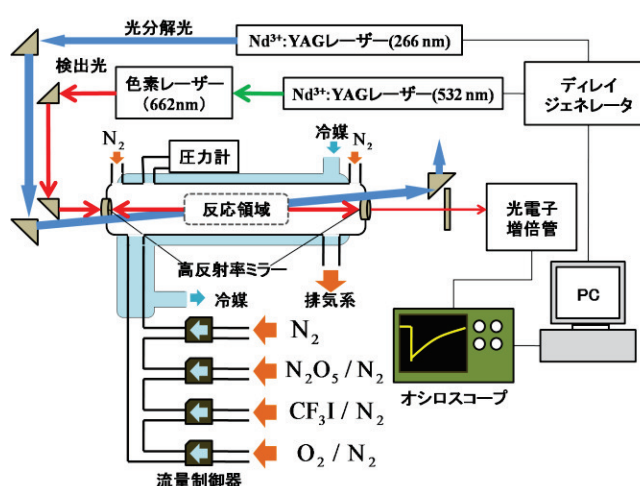 光分解光
Nd³⁺:YAGレーザー(266 nm)
検出光
色素レーザー
(662nm)
Nd³⁺:YAGレーザー(532 nm)
ディレイ
ジェネレータ
N₂
圧力計
冷媒
N₂
反応領域
光電子
増倍管
高反射率ミラー
排気系
冷媒
PC
N₂
N₂O₅ / N₂
CF₃I / N₂
O₂ / N₂
オシロスコープ
流量制御器